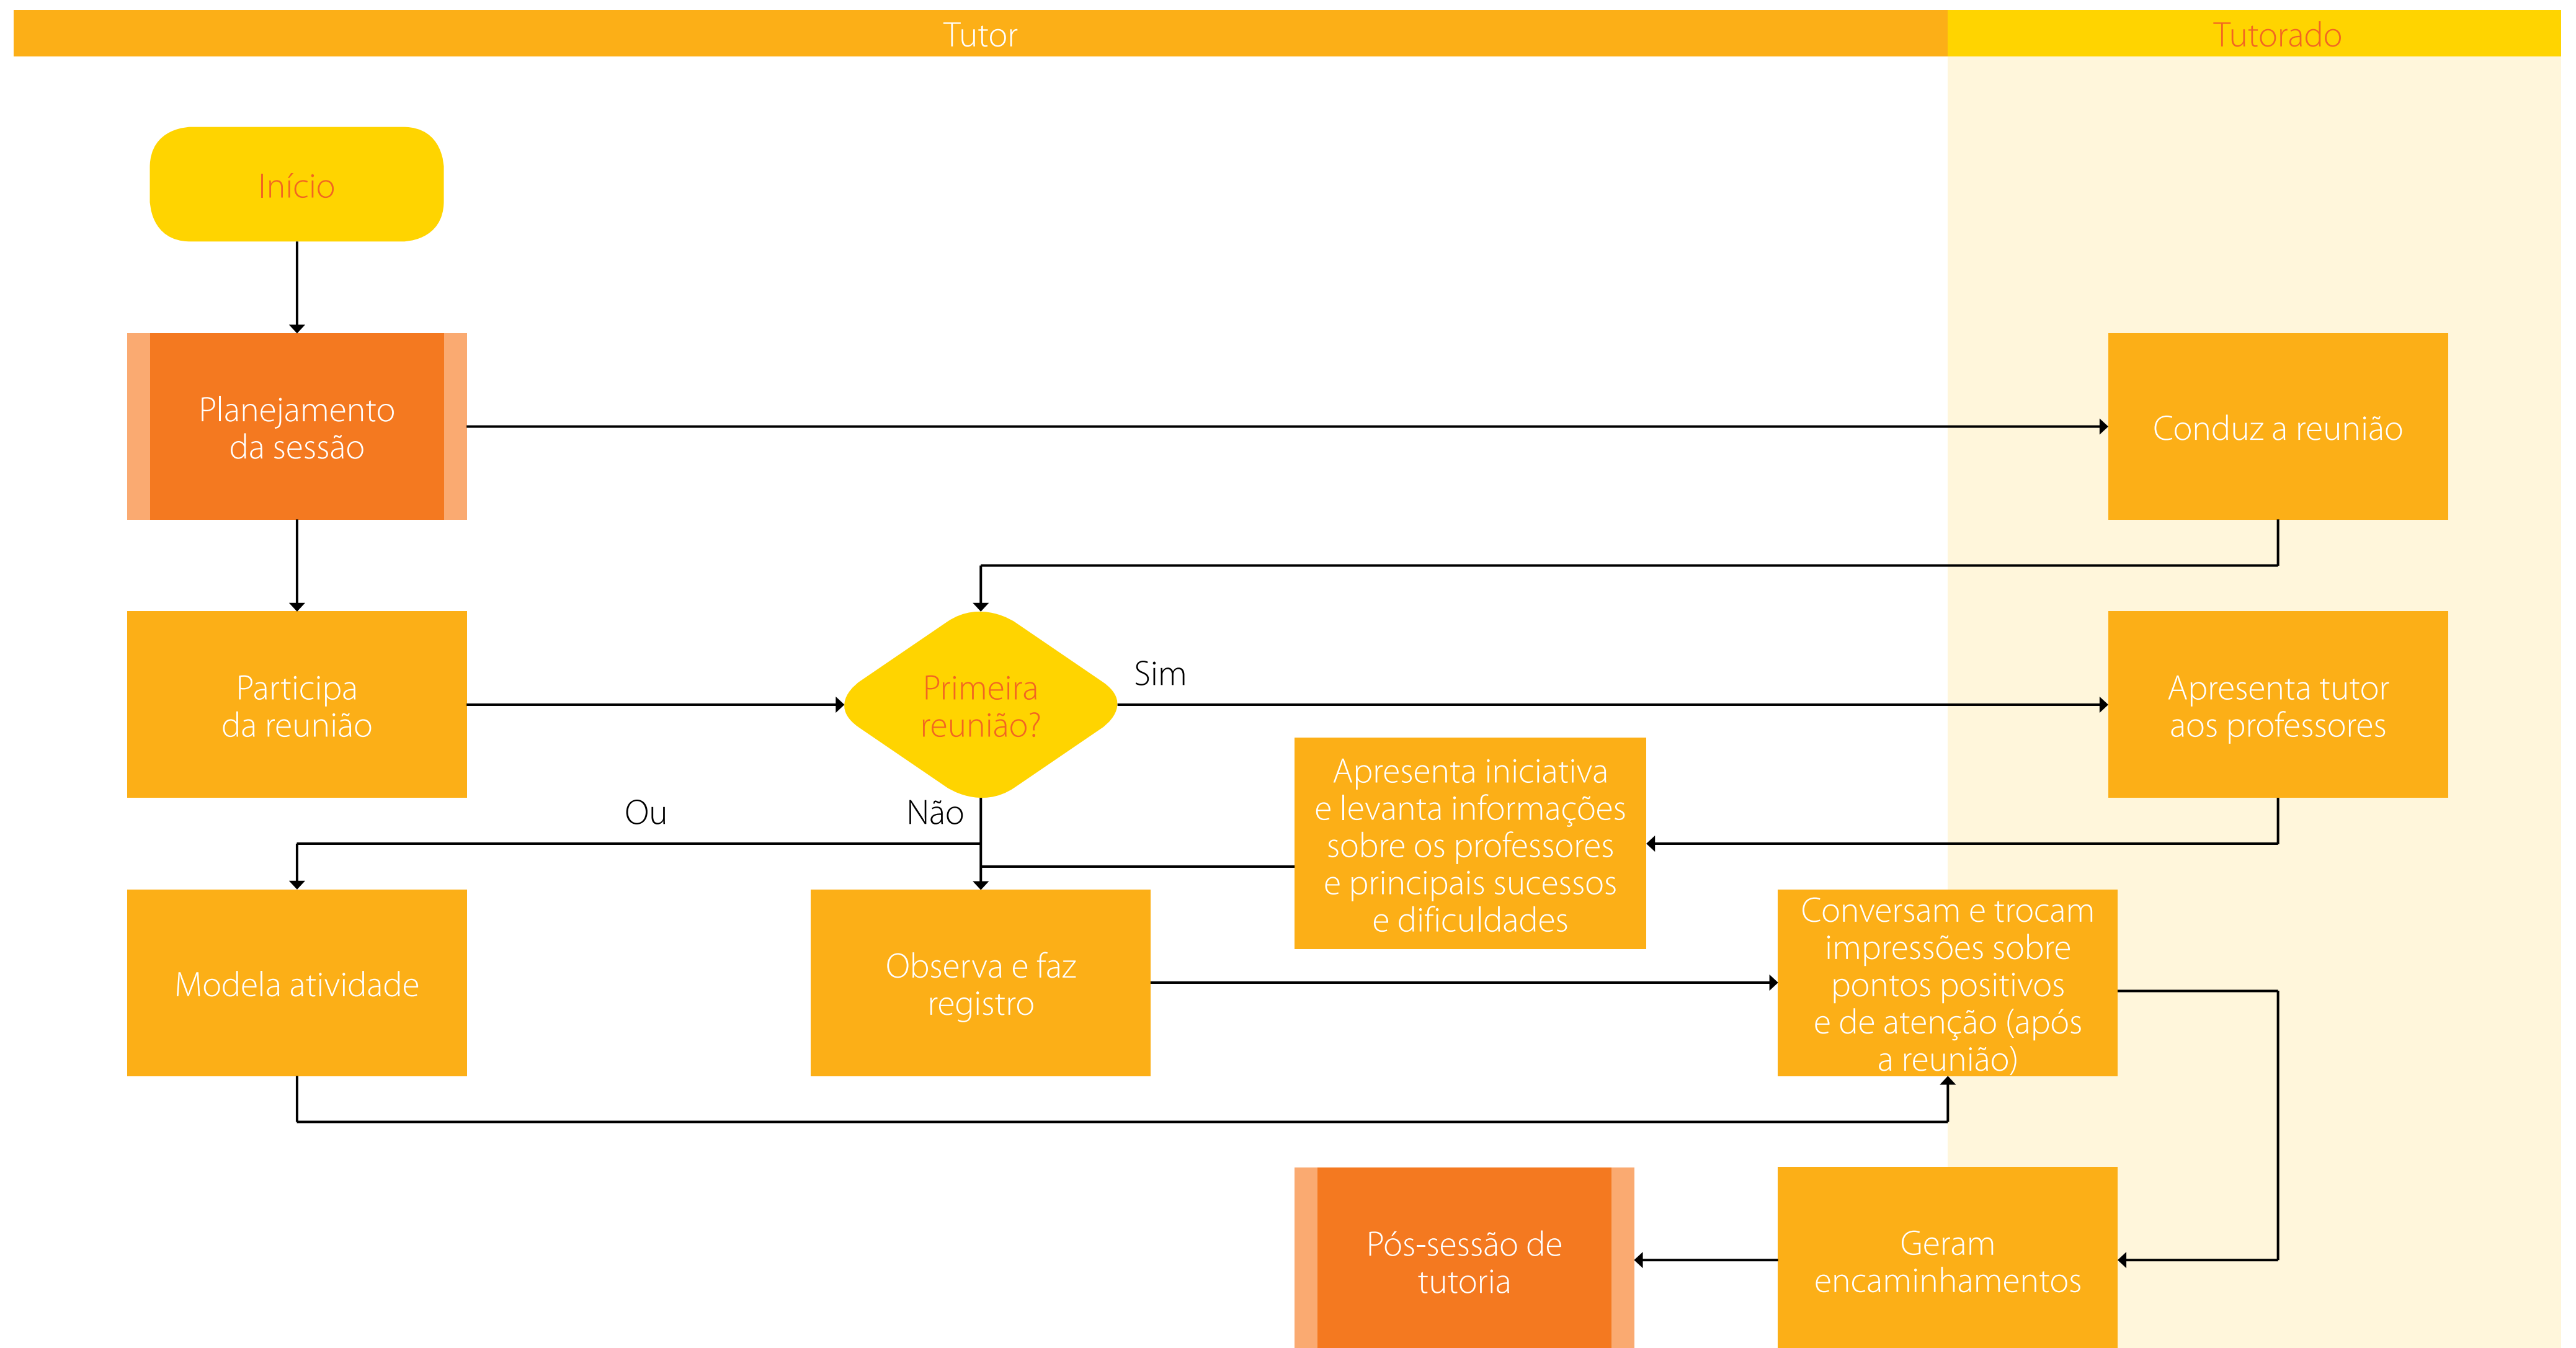 Tutor
Tutorado
Início
Planejamento
da sessão
Conduz a reunião
Participa
da reunião
Primeira
reunião?
Sim
Apresenta tutor
aos professores
Ou
Não
Apresenta iniciativa
e levanta informações
sobre os professores
e principais sucessos
e dificuldades
Modela atividade
Observa e faz
registro
Conversam e trocam
impressões sobre
pontos positivos
e de atenção (após
a reunião)
Pós-sessão de
tutoria
Geram
encaminhamentos